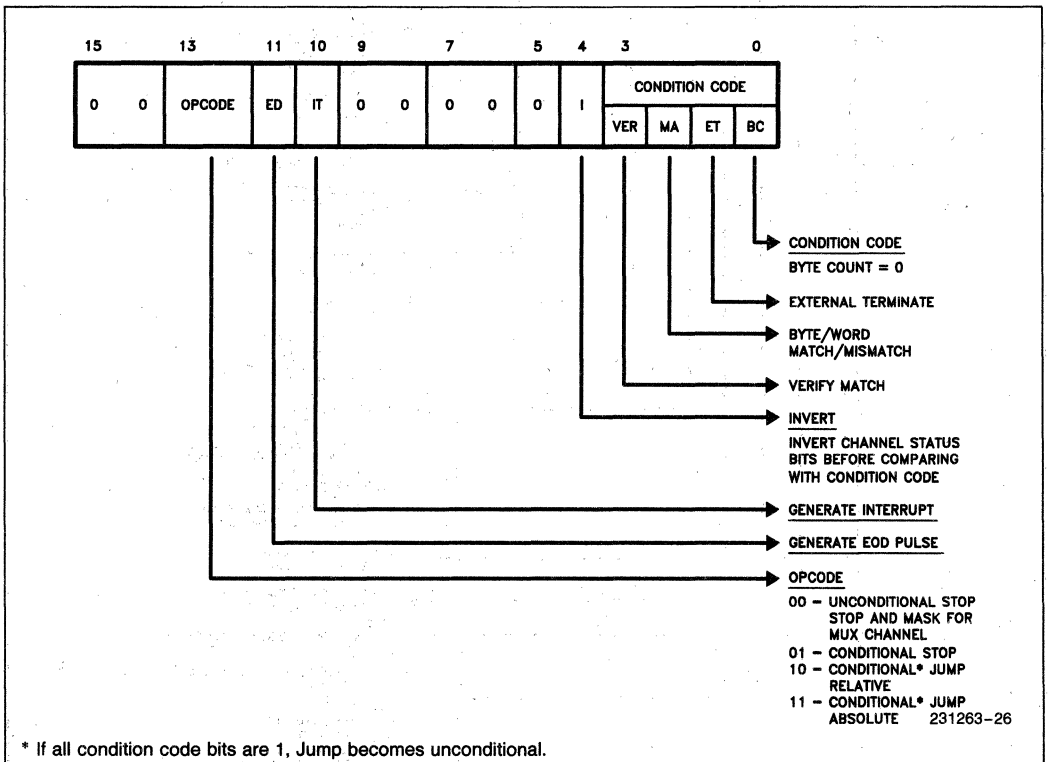 15 13 11 10 9 7 5 4 3 0
0 0 OPCODE ED IT 0 0 0 0 0 I CONDITION CODE
VER MA ET BC
CONDITION CODE
BYTE COUNT = 0
EXTERNAL TERMINATE
BYTE/WORD
MATCH/MISMATCH
VERIFY MATCH
INVERT
INVERT CHANNEL STATUS
BITS BEFORE COMPARING
WITH CONDITION CODE
GENERATE INTERRUPT
GENERATE EOD PULSE
OPCODE
00 – UNCONDITIONAL STOP
STOP AND MASK FOR
MUX CHANNEL
01 – CONDITIONAL STOP
10 – CONDITIONAL* JUMP
RELATIVE
11 – CONDITIONAL* JUMP
ABSOLUTE 231263–26
* If all condition code bits are 1, Jump becomes unconditional.